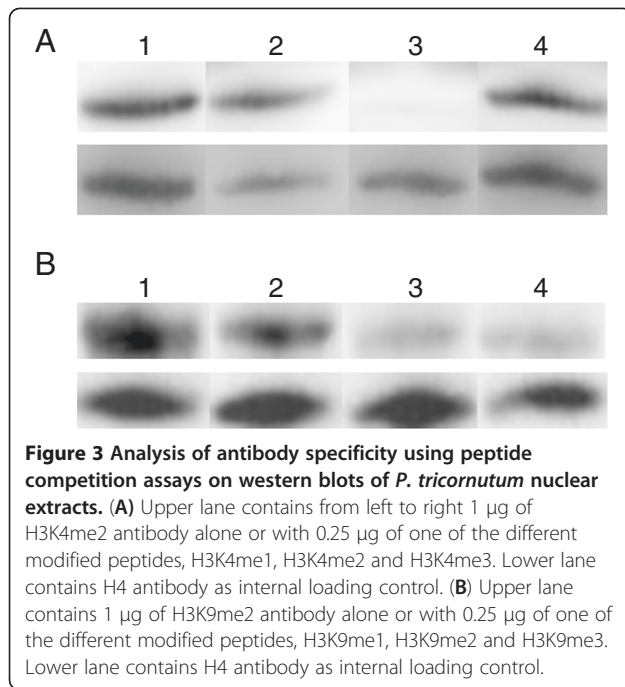 A
1 2 3 4
B
1 2 3 4
Figure 3 Analysis of antibody specificity using peptide
competition assays on western blots of P. tricornutum nuclear
extracts. (A) Upper lane contains from left to right 1 μg of
H3K4me2 antibody alone or with 0.25 μg of one of the different
modified peptides, H3K4me1, H3K4me2 and H3K4me3. Lower lane
contains H4 antibody as internal loading control. (B) Upper lane
contains 1 μg of H3K9me2 antibody alone or with 0.25 μg of one of
the different modified peptides, H3K9me1, H3K9me2 and H3K9me3.
Lower lane contains H4 antibody as internal loading control.